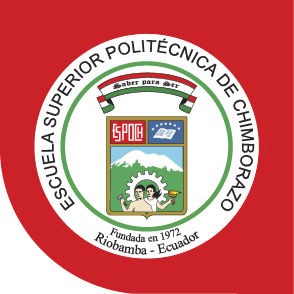 ESCUELA SUPERIOR POLITÉCNICA DE CHIMBORAZO
Saber para Ser
ESPOCH
Fundada en 1972
Riobamba - Ecuador